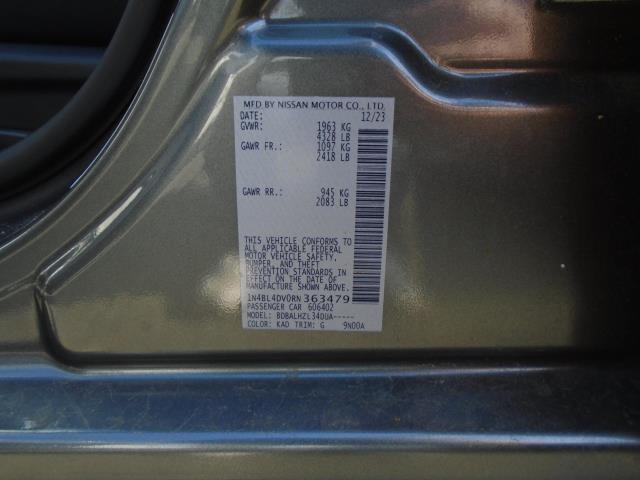 MFD BY NISSAN MOTOR CO., LTD.
DATE: 12/23
GVWR: 1963 KG
4328 LB
GAWR FR.: 1097 KG
2418 LB
GAWR RR.: 945 KG
2083 LB
THIS VEHICLE CONFORMS TO
ALL APPLICABLE FEDERAL
MOTOR VEHICLE SAFETY,
BUMPER, AND THEFT
PREVENTION STANDARDS IN
EFFECT ON THE DATE OF
MANUFACTURE SHOWN ABOVE.
1N4BL4DV0RN363479
PASSENGER CAR 606402
MODEL: BDBALHZL34DUA-----
COLOR: KAD TRIM: G 9N00A